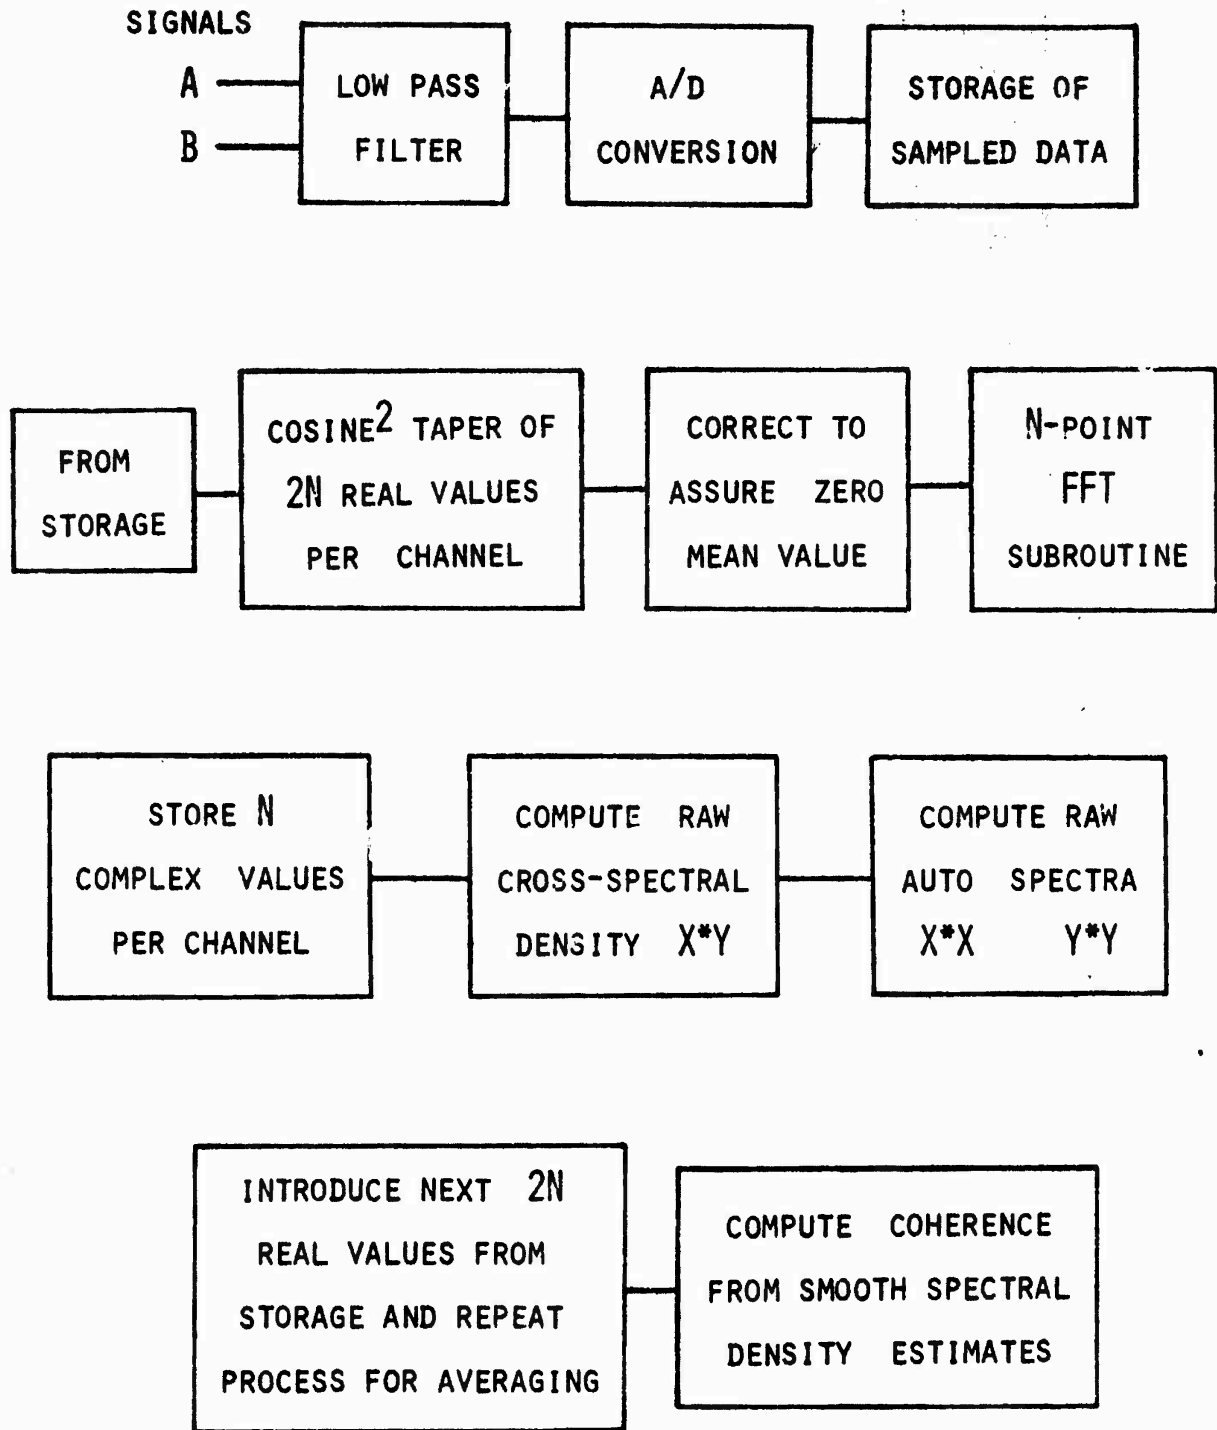 SIGNALS
A
B
LOW PASS
FILTER
A/D
CONVERSION
STORAGE OF
SAMPLED DATA
FROM
STORAGE
COSINE² TAPER OF
2N REAL VALUES
PER CHANNEL
CORRECT TO
ASSURE ZERO
MEAN VALUE
N-POINT
FFT
SUBROUTINE
STORE N
COMPLEX VALUES
PER CHANNEL
COMPUTE RAW
CROSS-SPECTRAL
DENSITY X*Y
COMPUTE RAW
AUTO SPECTRA
X*X Y*Y
INTRODUCE NEXT 2N
REAL VALUES FROM
STORAGE AND REPEAT
PROCESS FOR AVERAGING
COMPUTE COHERENCE
FROM SMOOTH SPECTRAL
DENSITY ESTIMATES